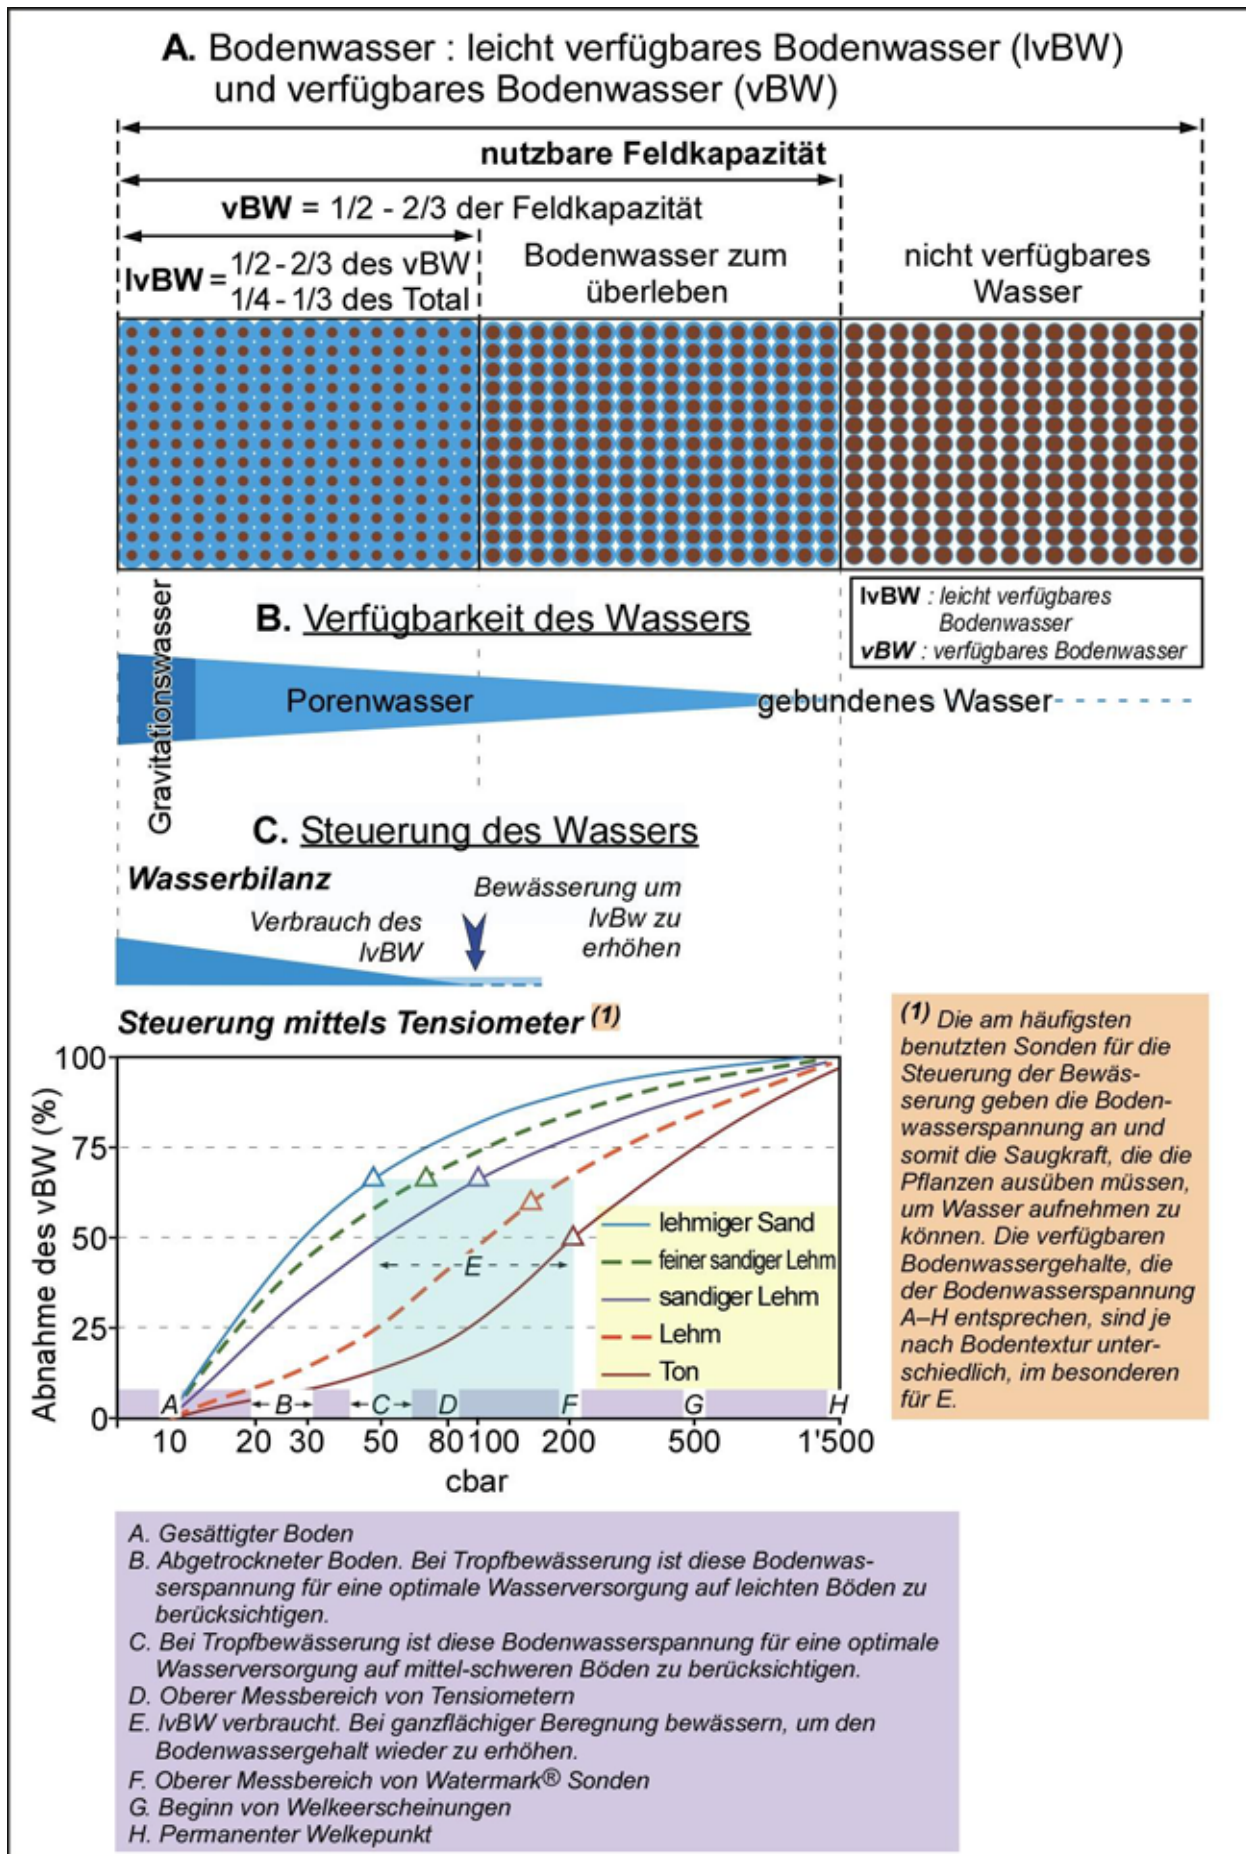 A. Bodenwasser : leicht verfügbares Bodenwasser (lvBW)
und verfügbares Bodenwasser (vBW)
nutzbare Feldkapazität
vBW = 1/2 - 2/3 der Feldkapazität
lvBW = 1/2 - 2/3 des vBW
1/4 - 1/3 des Total
Bodenwasser zum
überleben
nicht verfügbares
Wasser
lvBW : leicht verfügbares
Bodenwasser
vBW : verfügbares Bodenwasser
B. Verfügbarkeit des Wassers
Gravitationswasser
Porenwasser
gebundenes Wasser
C. Steuerung des Wassers
Wasserbilanz
Verbrauch des
lvBW
Bewässerung um
lvBw zu
erhöhen
Steuerung mittels Tensiometer (1)
Abnahme des vBW (%)
100
75
50
25
0
E
lehmiger Sand
feiner sandiger Lehm
sandiger Lehm
Lehm
Ton
A B C D F G H
10 20 30 50 80 100 200 500 1'500
cbar
(1) Die am häufigsten
benutzten Sonden für die
Steuerung der Bewäs-
serung geben die Boden-
wasserspannung an und
somit die Saugkraft, die die
Pflanzen ausüben müssen,
um Wasser aufnehmen zu
können. Die verfügbaren
Bodenwassergehalte, die
der Bodenwasserspannung
A–H entsprechen, sind je
nach Bodentextur unter-
schiedlich, im besonderen
für E.
A. Gesättigter Boden
B. Abgetrockneter Boden. Bei Tropfbewässerung ist diese Bodenwas-
serspannung für eine optimale Wasserversorgung auf leichten Böden zu
berücksichtigen.
C. Bei Tropfbewässerung ist diese Bodenwasserspannung für eine optimale
Wasserversorgung auf mittel-schweren Böden zu berücksichtigen.
D. Oberer Messbereich von Tensiometern
E. lvBW verbraucht. Bei ganzflächiger Beregnung bewässern, um den
Bodenwassergehalt wieder zu erhöhen.
F. Oberer Messbereich von Watermark® Sonden
G. Beginn von Welkeerscheinungen
H. Permanenter Welkepunkt